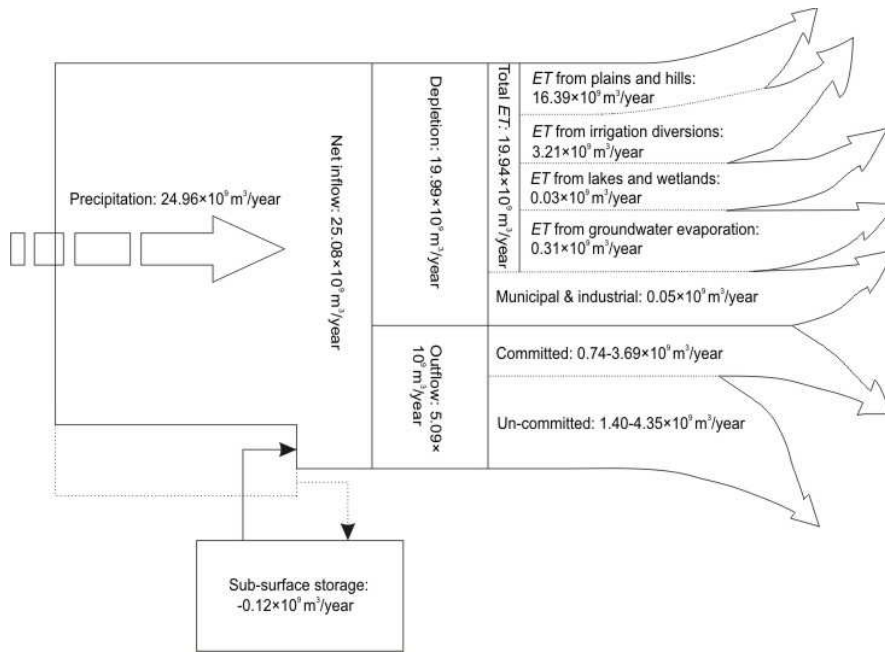 Precipitation: 24.96×10⁹ m³/year
Net inflow: 25.08×10⁹ m³/year
Depletion: 19.99×10⁹ m³/year
Outflow: 5.09×
10⁹ m³/year
Total ET: 19.94×10⁹ m³/year
ET from plains and hills:
16.39×10⁹ m³/year
ET from irrigation diversions:
3.21×10⁹ m³/year
ET from lakes and wetlands:
0.03×10⁹ m³/year
ET from groundwater evaporation:
0.31×10⁹ m³/year
Municipal & industrial: 0.05×10⁹ m³/year
Committed: 0.74-3.69×10⁹ m³/year
Un-committed: 1.40-4.35×10⁹ m³/year
Sub-surface storage:
-0.12×10⁹ m³/year